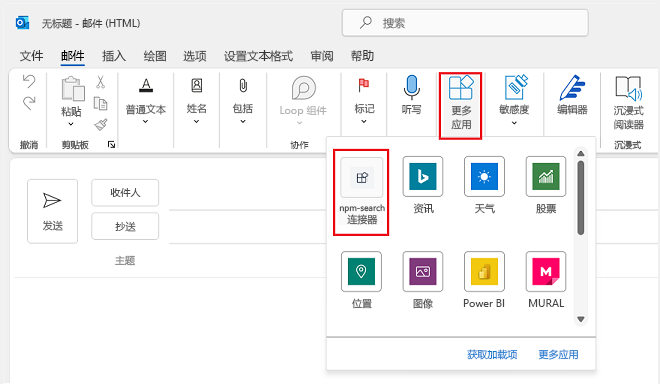 无标题 - 邮件 (HTML)
搜索
文件 邮件 插入 绘图 选项 设置文本格式 审阅 帮助
粘贴
普通文本
姓名
包括
Loop 组件
标记
听写
更多
应用
敏感度
编辑器
沉浸式
阅读器
撤消
剪贴板
协作
沉浸式
npm-search
连接器
资讯
天气
股票
位置
图像
Power BI
MURAL
获取加载项 更多应用
发送
收件人
抄送
主题